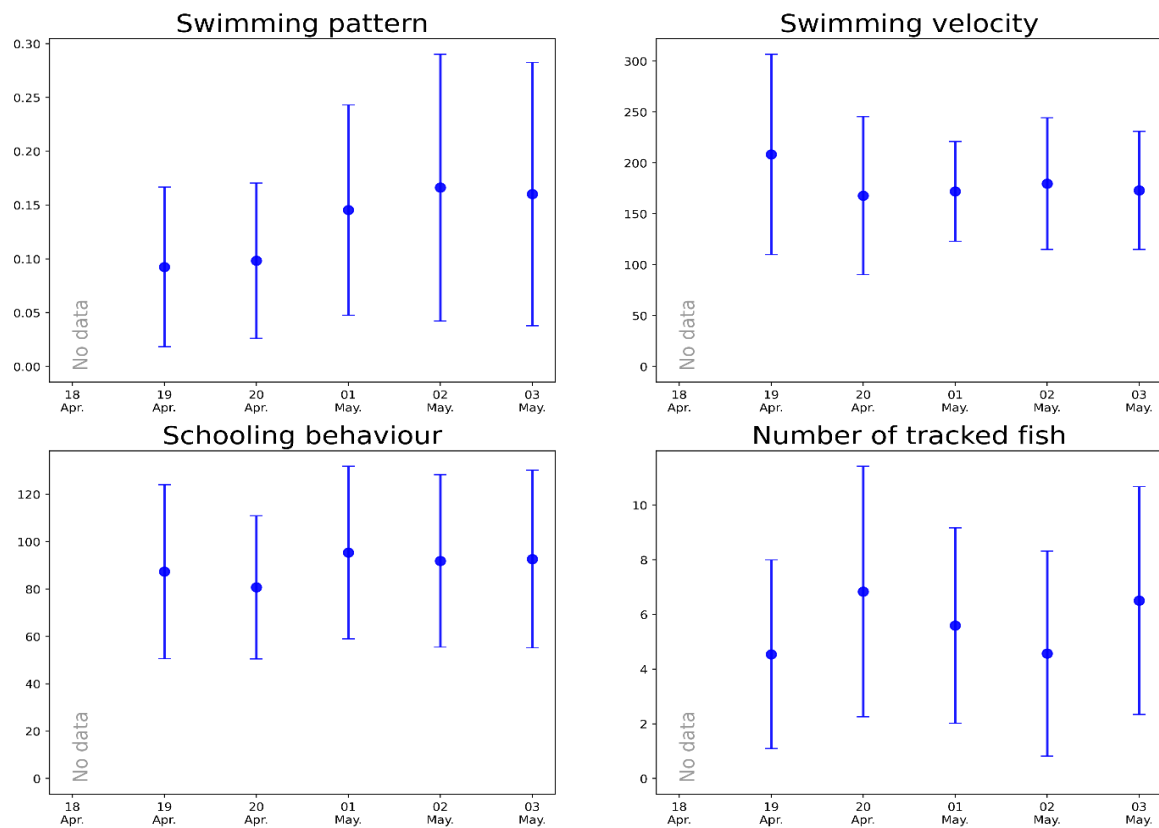 Swimming pattern
0.30
0.25
0.20
0.15
0.10
0.05
0.00
No data
18 Apr.
19 Apr.
20 Apr.
01 May.
02 May.
03 May.
Swimming velocity
300
250
200
150
100
50
0
No data
18 Apr.
19 Apr.
20 Apr.
01 May.
02 May.
03 May.
Schooling behaviour
120
100
80
60
40
20
0
No data
18 Apr.
19 Apr.
20 Apr.
01 May.
02 May.
03 May.
Number of tracked fish
10
8
6
4
2
0
No data
18 Apr.
19 Apr.
20 Apr.
01 May.
02 May.
03 May.